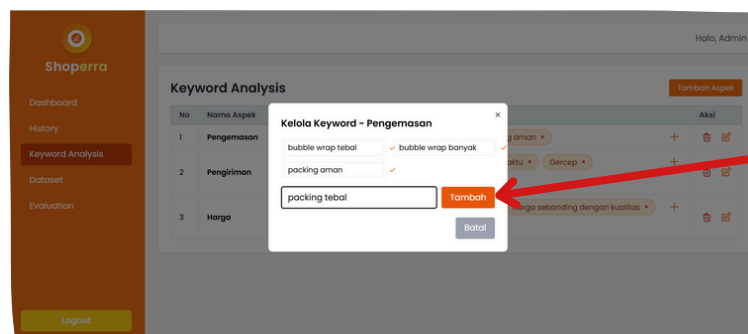 Shoperra
Dashboard
History
Keyword Analysis
Dataset
Evaluation
Logout
Halo, Admin
Keyword Analysis
Tambah Aspek
No Nama Aspek Aksi
1 Pengemasan aman × +
2 Pengiriman Gercep × +
3 Harga sebanding dengan kualitas × +
Kelola Keyword - Pengemasan ×
bubble wrap tebal bubble wrap banyak
packing aman
packing tebal Tambah
Batal